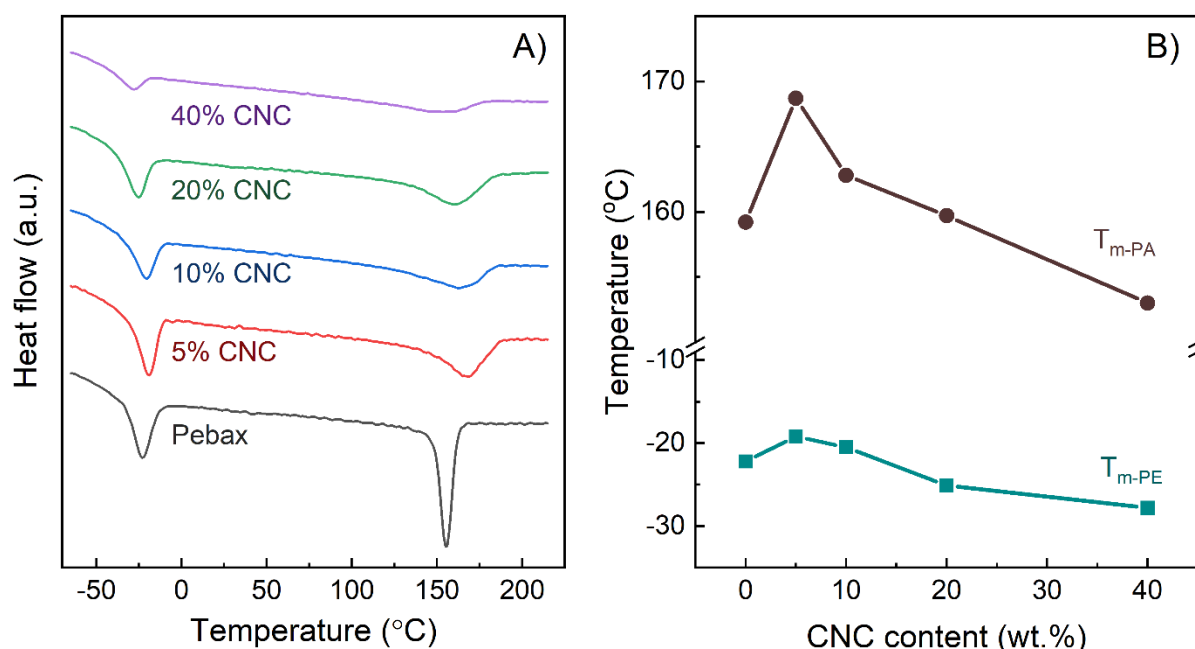 A)
40% CNC
20% CNC
10% CNC
5% CNC
Pebax
Heat flow (a.u.)
-50 0 50 100 150 200
Temperature (°C)
B)
170
160
-10
-20
-30
Temperature (°C)
Tm-PA
Tm-PE
0 10 20 30 40
CNC content (wt.%)